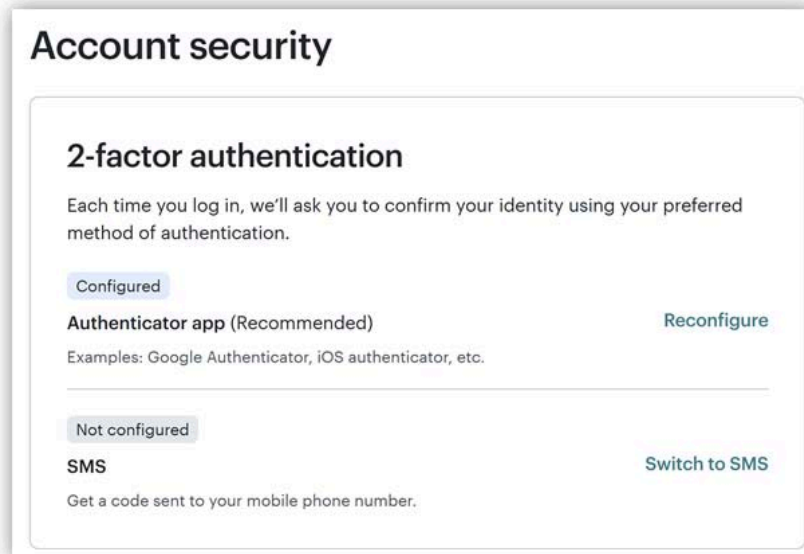 Account security
2-factor authentication
Each time you log in, we’ll ask you to confirm your identity using your preferred
method of authentication.
Configured
Authenticator app (Recommended)
Reconfigure
Examples: Google Authenticator, iOS authenticator, etc.
Not configured
SMS
Switch to SMS
Get a code sent to your mobile phone number.